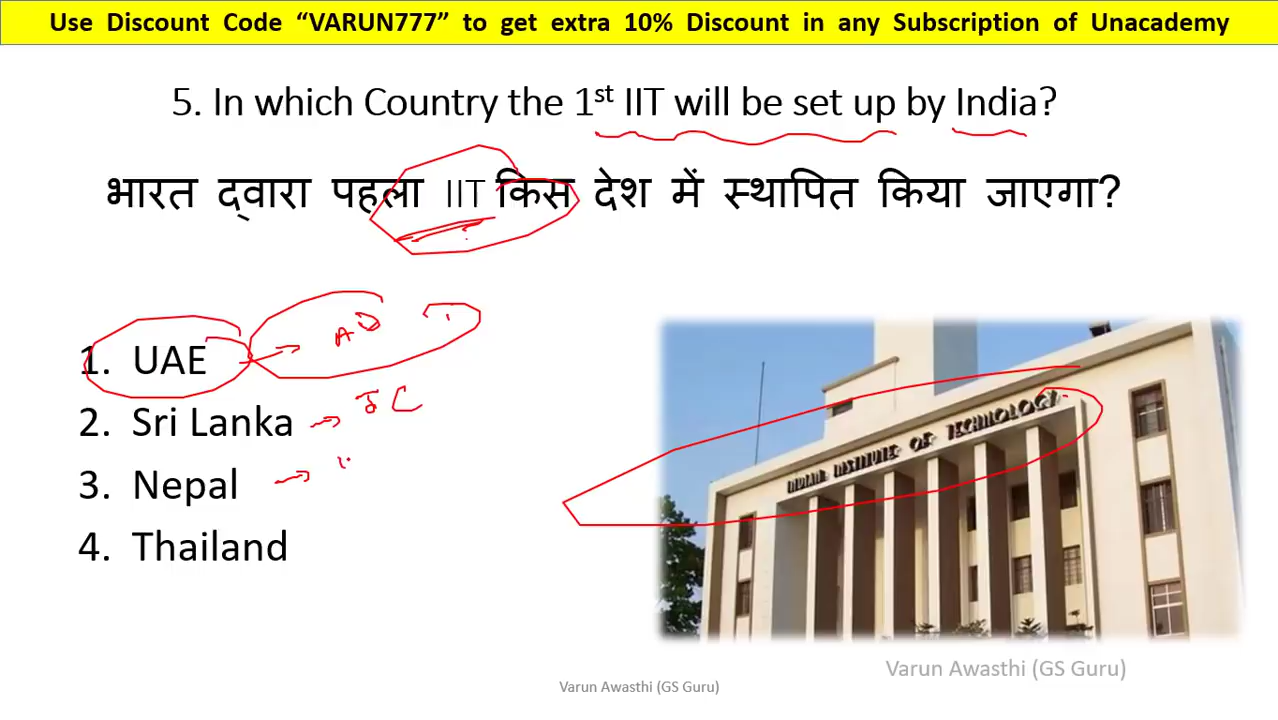 Use Discount Code “VARUN777” to get extra 10% Discount in any Subscription of Unacademy
5. In which Country the 1st IIT will be set up by India?
भारत द्वारा पहला IIT किस देश में स्थापित किया जाएगा?
1. UAE
AD
2. Sri Lanka
3. Nepal
4. Thailand
INDIAN INSTITUTE OF TECHNOLOGY
Varun Awasthi (GS Guru)
Varun Awasthi (GS Guru)